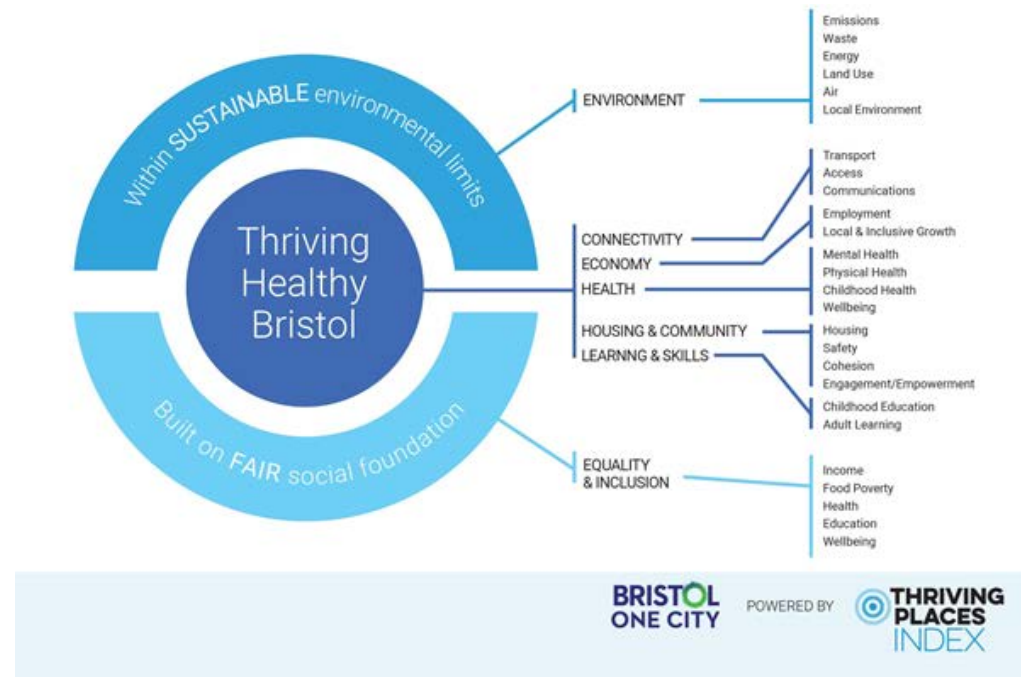 Within SUSTAINABLE environmental limits
Thriving
Healthy
Bristol
Built on FAIR social foundation
ENVIRONMENT
Emissions
Waste
Energy
Land Use
Air
Local Environment
CONNECTIVITY
Transport
Access
Communications
ECONOMY
Employment
Local & Inclusive Growth
HEALTH
Mental Health
Physical Health
Childhood Health
Wellbeing
HOUSING & COMMUNITY
Housing
Safety
Cohesion
Engagement/Empowerment
LEARNNG & SKILLS
Childhood Education
Adult Learning
EQUALITY
& INCLUSION
Income
Food Poverty
Health
Education
Wellbeing
BRISTOL
ONE CITY
POWERED BY
THRIVING
PLACES
INDEX